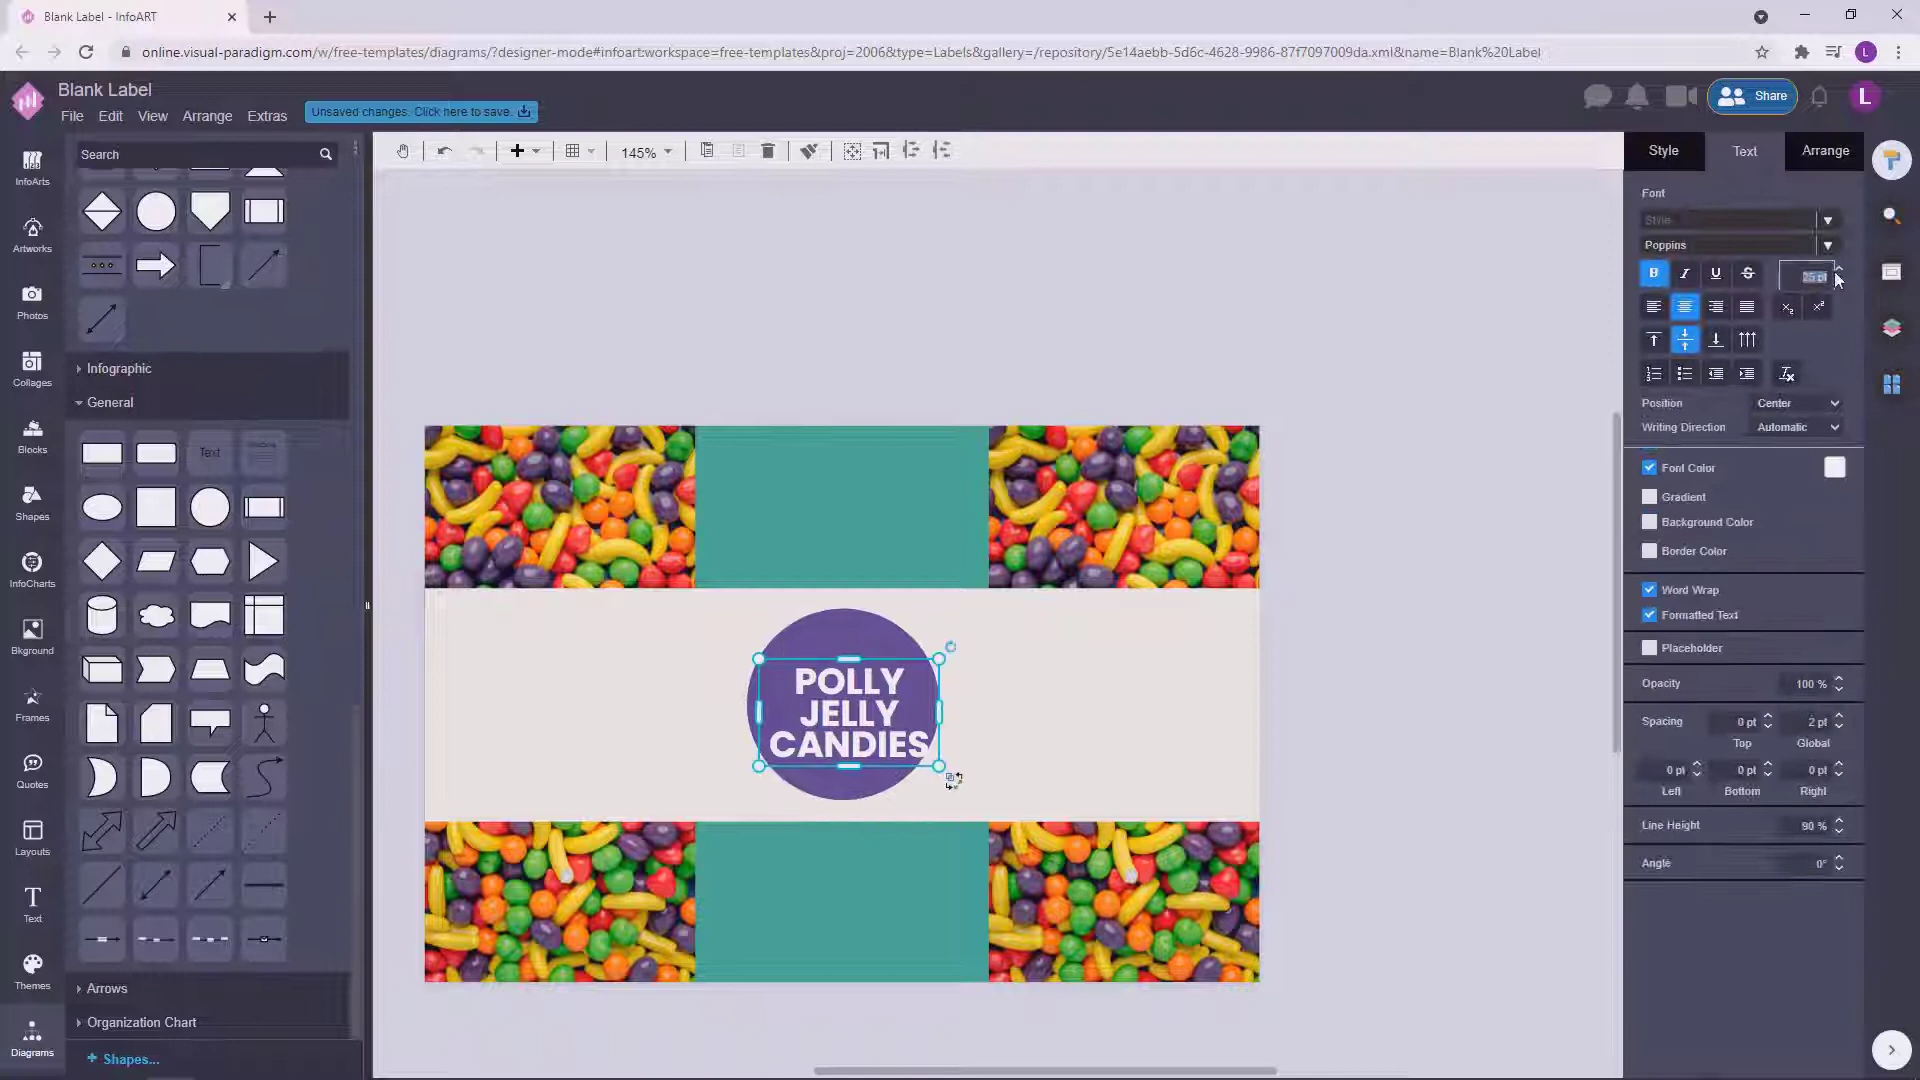 Blank Label - InfoART
online.visual-paradigm.com/w/free-templates/diagrams/?designer-mode#infoart:workspace=free-templates&proj=2006&type=Labels&gallery=/repository/5e14aebb-5d6c-4628-9986-87f7097009da.xml&name=Blank%20Label
L
Blank Label
File Edit View Arrange Extras
Unsaved changes. Click here to save.
Share
L
InfoArts
Artworks
Photos
Collages
Blocks
Shapes
InfoCharts
Bkground
Frames
Quotes
Layouts
Text
Themes
Diagrams
Search
Infographic
General
Text
Arrows
Organization Chart
+ Shapes...
145%
POLLY
JELLY
CANDIES
Style Text Arrange
Font
Style
Poppins
B I U S 25 pt
Position Center
Writing Direction Automatic
Font Color
Gradient
Background Color
Border Color
Word Wrap
Formatted Text
Placeholder
Opacity 100 %
Spacing 0 pt 2 pt
Top Global
0 pt 0 pt 0 pt
Left Bottom Right
Line Height 90 %
Angle 0°